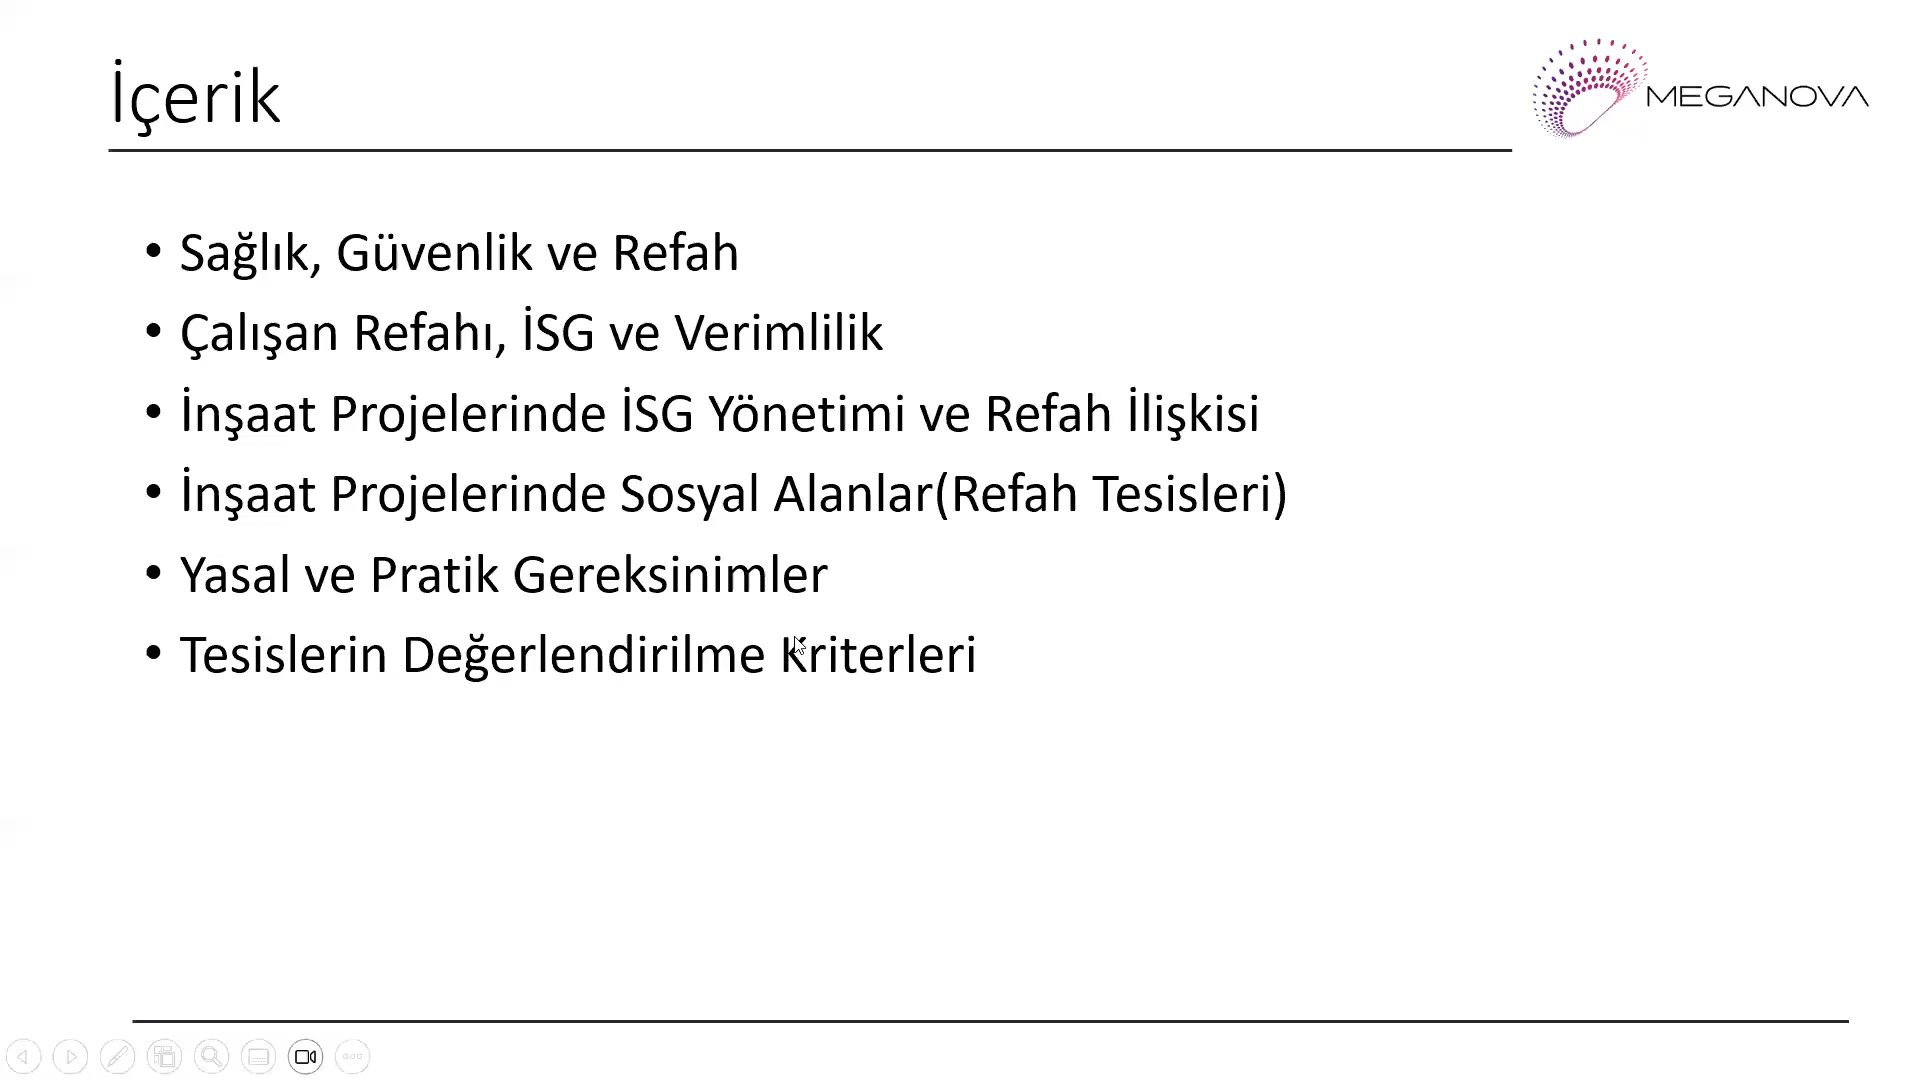 İçerik
MEGANOVA
• Sağlık, Güvenlik ve Refah
• Çalışan Refahı, İSG ve Verimlilik
• İnşaat Projelerinde İSG Yönetimi ve Refah İlişkisi
• İnşaat Projelerinde Sosyal Alanlar(Refah Tesisleri)
• Yasal ve Pratik Gereksinimler
• Tesislerin Değerlendirilme Kriterleri